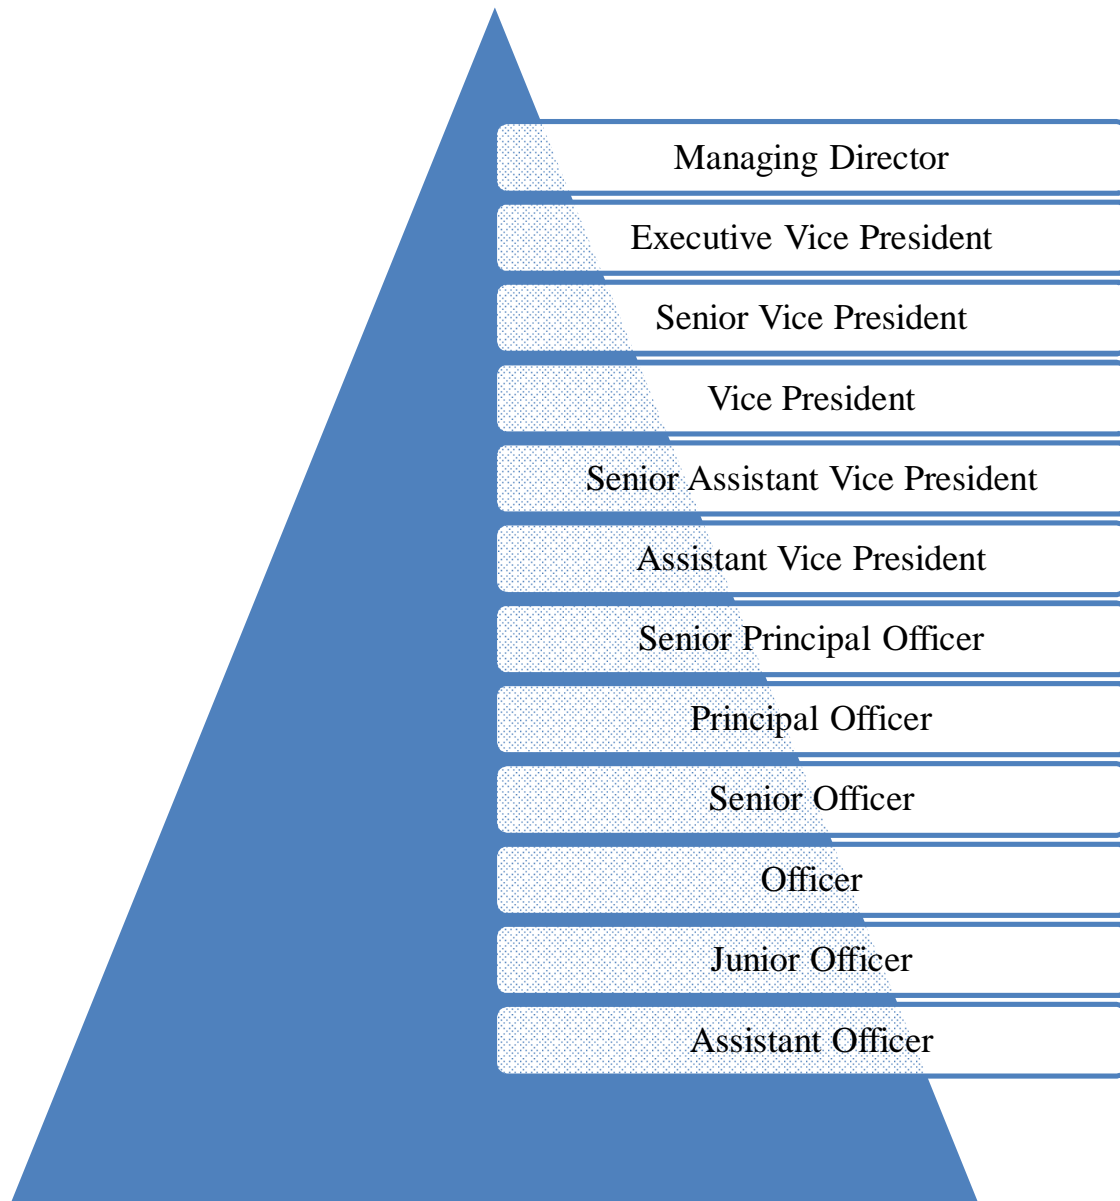 Managing Director
Executive Vice President
Senior Vice President
Vice President
Senior Assistant Vice President
Assistant Vice President
Senior Principal Officer
Principal Officer
Senior Officer
Officer
Junior Officer
Assistant Officer